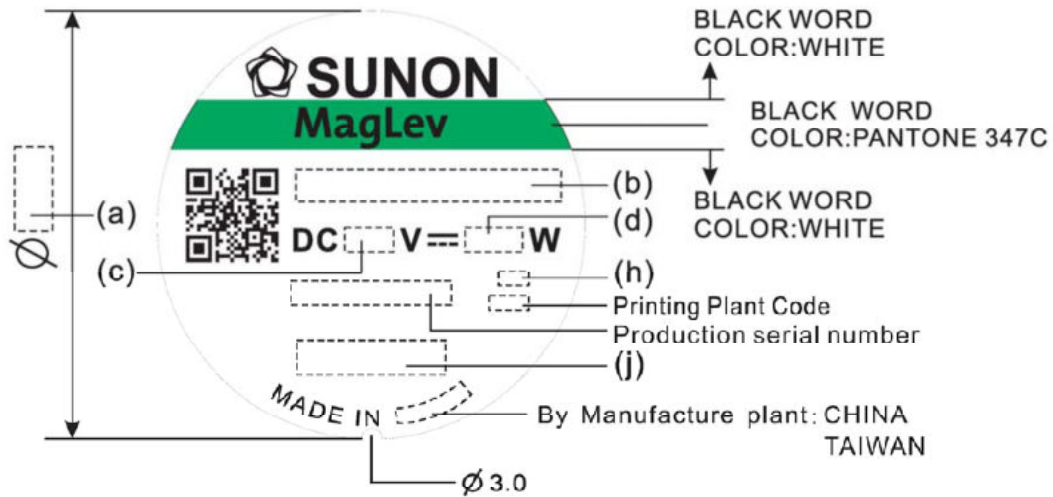 BLACK WORD
COLOR:WHITE
SUNON
MagLev
BLACK WORD
COLOR:PANTONE 347C
(a)
Ø
(b)
BLACK WORD
COLOR:WHITE
DC V W
(d)
(c)
(h)
Printing Plant Code
Production serial number
(j)
MADE IN
By Manufacture plant: CHINA
TAIWAN
Ø 3.0